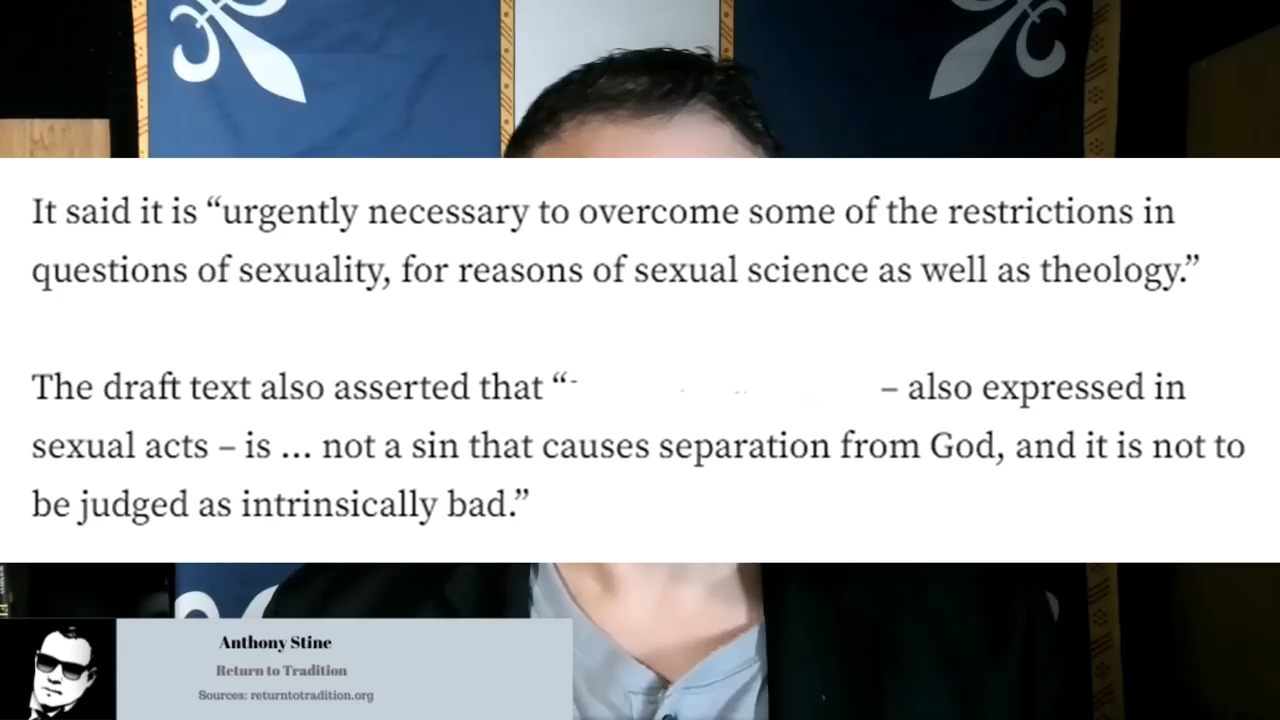 It said it is “urgently necessary to overcome some of the restrictions in
questions of sexuality, for reasons of sexual science as well as theology.”
The draft text also asserted that “ – also expressed in
sexual acts – is … not a sin that causes separation from God, and it is not to
be judged as intrinsically bad.”
Anthony Stine
Return to Tradition
Sources: returntotradition.org